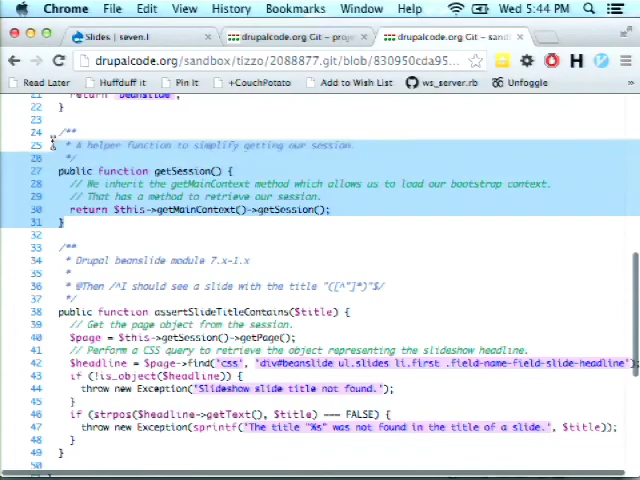 Chrome File Edit View History Bookmarks Window Help Wed 5:44 PM
Slides | seven.l drupalcode.org Git – proje drupalcode.org Git – sand
drupalcode.org/sandbox/tizzo/2088877.git/blob/830950cda95...
Read Later Huffduff it Pin It +CouchPotato Add to Wish List ws_server.rb Unfoggle
21 return 'beanslide';
22 }
23
24 /**
25 * A helper function to simplify getting our session.
26 */
27 public function getSession() {
28 // We inherit the getMainContext method which allows us to load our bootstrap context.
29 // That has a method to retrieve our session.
30 return $this->getMainContext()->getSession();
31 }
32
33 /**
34 * Drupal beanslide module 7.x-1.x
35 *
36 * @Then /^I should see a slide with the title "([^"]*)"$/
37 */
38 public function assertSlideTitleContains($title) {
39 // Get the page object from the session.
40 $page = $this->getSession()->getPage();
41 // Perform a CSS query to retrieve the object representing the slideshow headline.
42 $headline = $page->find('css', 'div#beanslide ul.slides li.first .field-name-field-slide-headline');
43 if (!is_object($headline)) {
44 throw new Exception('Slideshow slide title not found.');
45 }
46 if (strpos($headline->getText(), $title) === FALSE) {
47 throw new Exception(sprintf('The title "%s" was not found in the title of a slide.', $title));
48 }
49 }
50